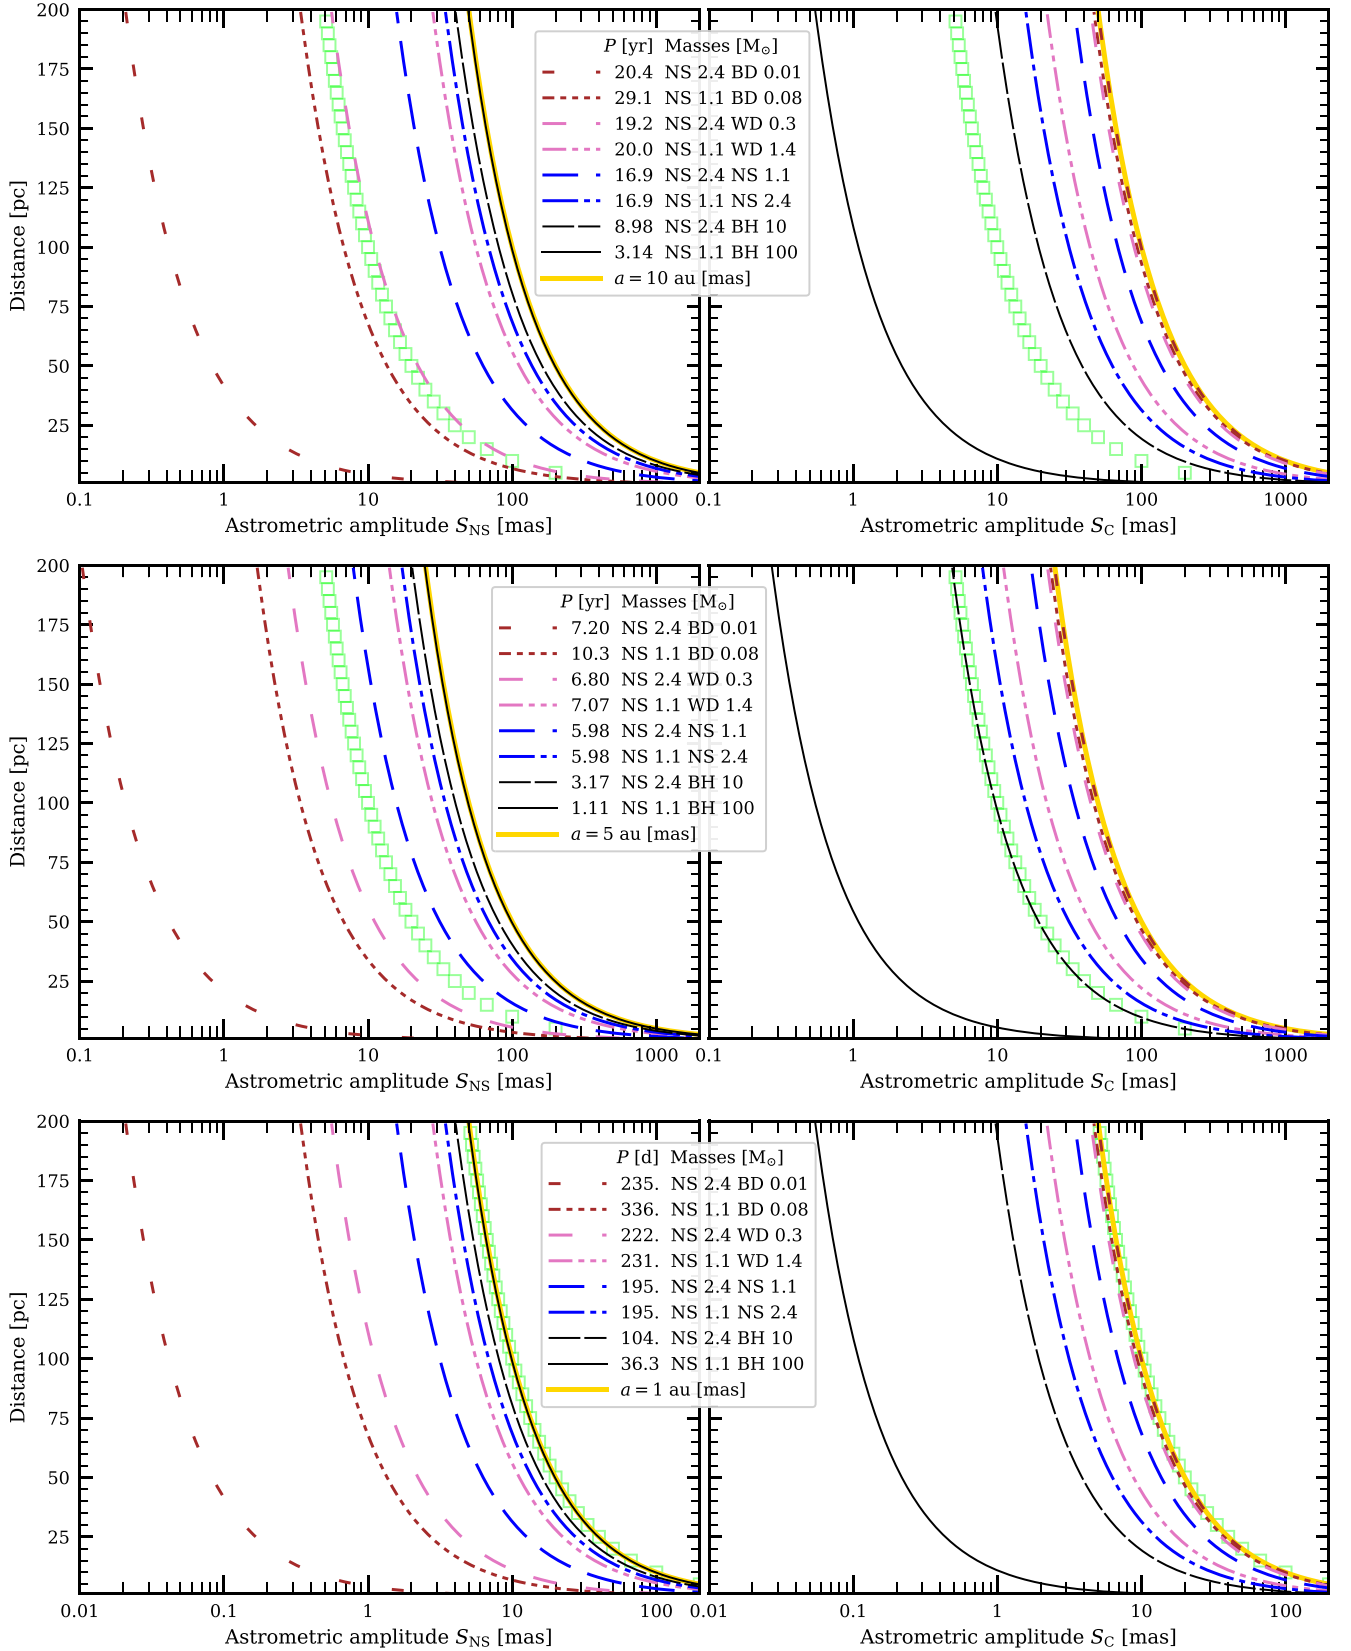 200
175
150
125
100
75
50
25
Distance [pc]
0.1 1 10 100 1000
Astrometric amplitude S_NS [mas]
P [yr] Masses [M⊙]
20.4 NS 2.4 BD 0.01
29.1 NS 1.1 BD 0.08
19.2 NS 2.4 WD 0.3
20.0 NS 1.1 WD 1.4
16.9 NS 2.4 NS 1.1
16.9 NS 1.1 NS 2.4
8.98 NS 2.4 BH 10
3.14 NS 1.1 BH 100
a = 10 au [mas]
0.1 1 10 100 1000
Astrometric amplitude S_C [mas]
200
175
150
125
100
75
50
25
Distance [pc]
0.1 1 10 100 1000
Astrometric amplitude S_NS [mas]
P [yr] Masses [M⊙]
7.20 NS 2.4 BD 0.01
10.3 NS 1.1 BD 0.08
6.80 NS 2.4 WD 0.3
7.07 NS 1.1 WD 1.4
5.98 NS 2.4 NS 1.1
5.98 NS 1.1 NS 2.4
3.17 NS 2.4 BH 10
1.11 NS 1.1 BH 100
a = 5 au [mas]
0.1 1 10 100 1000
Astrometric amplitude S_C [mas]
200
175
150
125
100
75
50
25
Distance [pc]
0.01 0.1 1 10 100
Astrometric amplitude S_NS [mas]
P [d] Masses [M⊙]
235. NS 2.4 BD 0.01
336. NS 1.1 BD 0.08
222. NS 2.4 WD 0.3
231. NS 1.1 WD 1.4
195. NS 2.4 NS 1.1
195. NS 1.1 NS 2.4
104. NS 2.4 BH 10
36.3 NS 1.1 BH 100
a = 1 au [mas]
0.01 0.1 1 10 100
Astrometric amplitude S_C [mas]